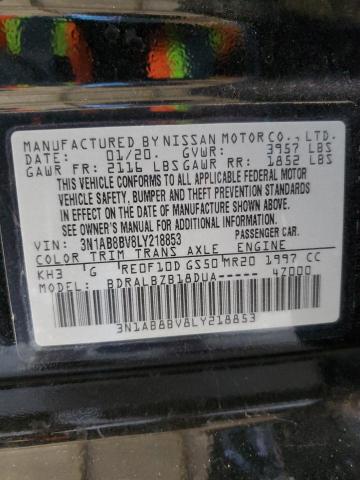 MANUFACTURED BY NISSAN MOTOR CO., LTD.
DATE: 01/20. GVWR: 3957 LBS
GAWR FR: 2116 LBS GAWR RR: 1852 LBS
THIS VEHICLE CONFORMS TO ALL APPLICABLE FEDERAL MOTOR
VEHICLE SAFETY, BUMPER AND THEFT PREVENTION STANDARDS
IN EFFECT ON THE DATE OF MANUFACTURE SHOWN ABOVE.
SEE OWNER'S MANUAL FOR ADDITIONAL INFORMATION.
VIN: 3N1AB8BV8LY218853 PASSENGER CAR.
COLOR TRIM TRANS AXLE ENGINE
KH3 G RE0F10D GS50 MR20 1997 CC
MODEL: BDRALBZB18DUA----- 47000
3N1AB8BV8LY218853